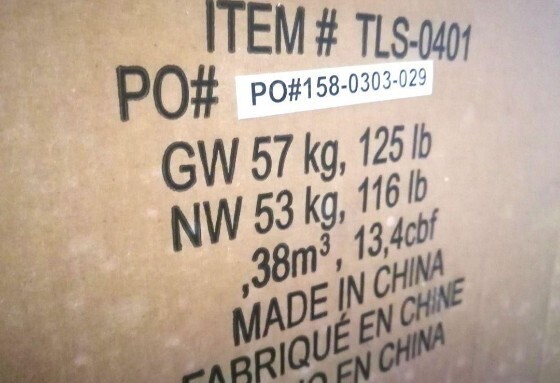 ITEM # TLS-0401
PO# PO#158-0303-029
GW 57 kg, 125 lb
NW 53 kg, 116 lb
,38m³, 13,4cbf
MADE IN CHINA
FABRIQUÉ EN CHINE
EN CHINA